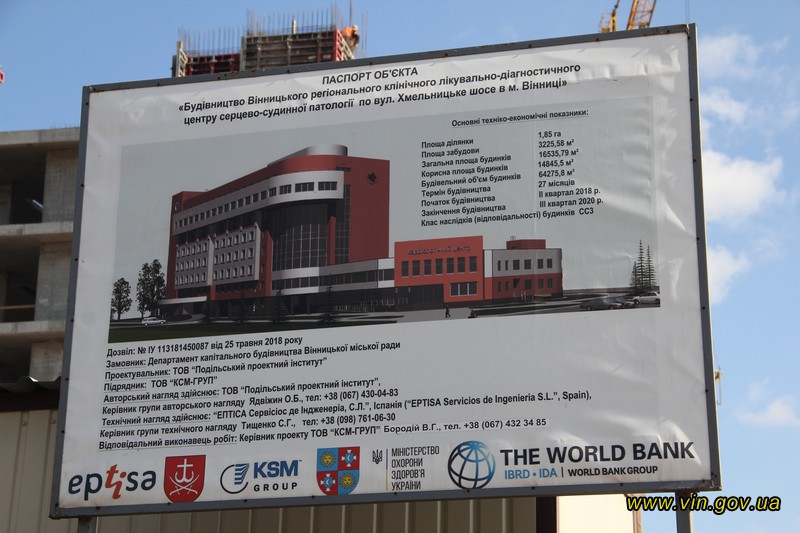 ПАСПОРТ ОБ'ЄКТА
«Будівництво Вінницького регіонального клінічного лікувально-діагностичного
центру серцево-судинної патології по вул. Хмельницьке шосе в м. Вінниці»
Основні техніко-економічні показники:
Площа ділянки 1,85 га
Площа забудови 3225,58 м²
Загальна площа будинків 16535,79 м²
Корисна площа будинків 14845,5 м²
Будівельний об'єм будинків 64275,8 м³
Термін будівництва 27 місяців
Початок будівництва II квартал 2018 р.
Закінчення будівництва III квартал 2020 р.
Клас наслідків (відповідальності) будинків СС3
КАРДІОЛОГІЧНИЙ ЦЕНТР
Дозвіл: № ІУ 113181450087 від 25 травня 2018 року
Замовник: Департамент капітального будівництва Вінницької міської ради
Проектувальник: ТОВ "Подільський проектний інститут"
Підрядник: ТОВ "КСМ-ГРУП"
Авторський нагляд здійснює: ТОВ "Подільський проектний інститут",
Керівник групи авторського нагляду Ядвіжин О.Б., тел: +38 (067) 430-04-83
Технічний нагляд здійснює: "ЕПТІСА Сервісіос де Індженерія, С.Л.", Іспанія ("EPTISA Servicios de Ingenieria S.L.", Spain),
Керівник групи технічного нагляду Тищенко С.Г., тел: +38 (098) 761-06-30
Відповідальний виконавець робіт: Керівник проекту ТОВ "КСМ-ГРУП" Бородій В.Г., тел. +38 (067) 432 34 85
eptisa
KSM
GROUP
МІНІСТЕРСТВО
ОХОРОНИ
ЗДОРОВ'Я
УКРАЇНИ
THE WORLD BANK
IBRD · IDA | WORLD BANK GROUP
www.vin.gov.ua